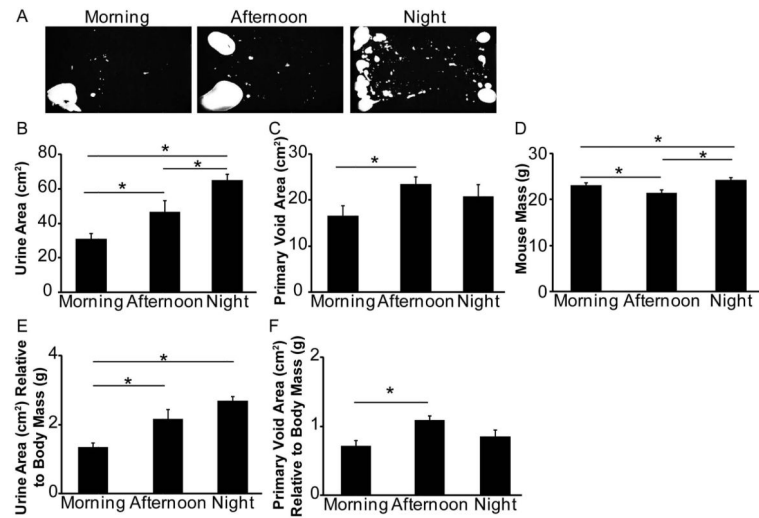 A
Morning
Afternoon
Night
B
Urine Area (cm²)
80
60
40
20
0
*
*
*
Morning Afternoon Night
C
Primary Void Area (cm²)
30
20
10
0
*
Morning Afternoon Night
D
Mouse Mass (g)
30
20
10
0
*
*
*
Morning Afternoon Night
E
Urine Area (cm²) Relative
to Body Mass (g)
4
2
0
*
*
Morning Afternoon Night
F
Primary Void Area (cm²)
Relative to Body Mass (g)
2
1
0
*
Morning Afternoon Night